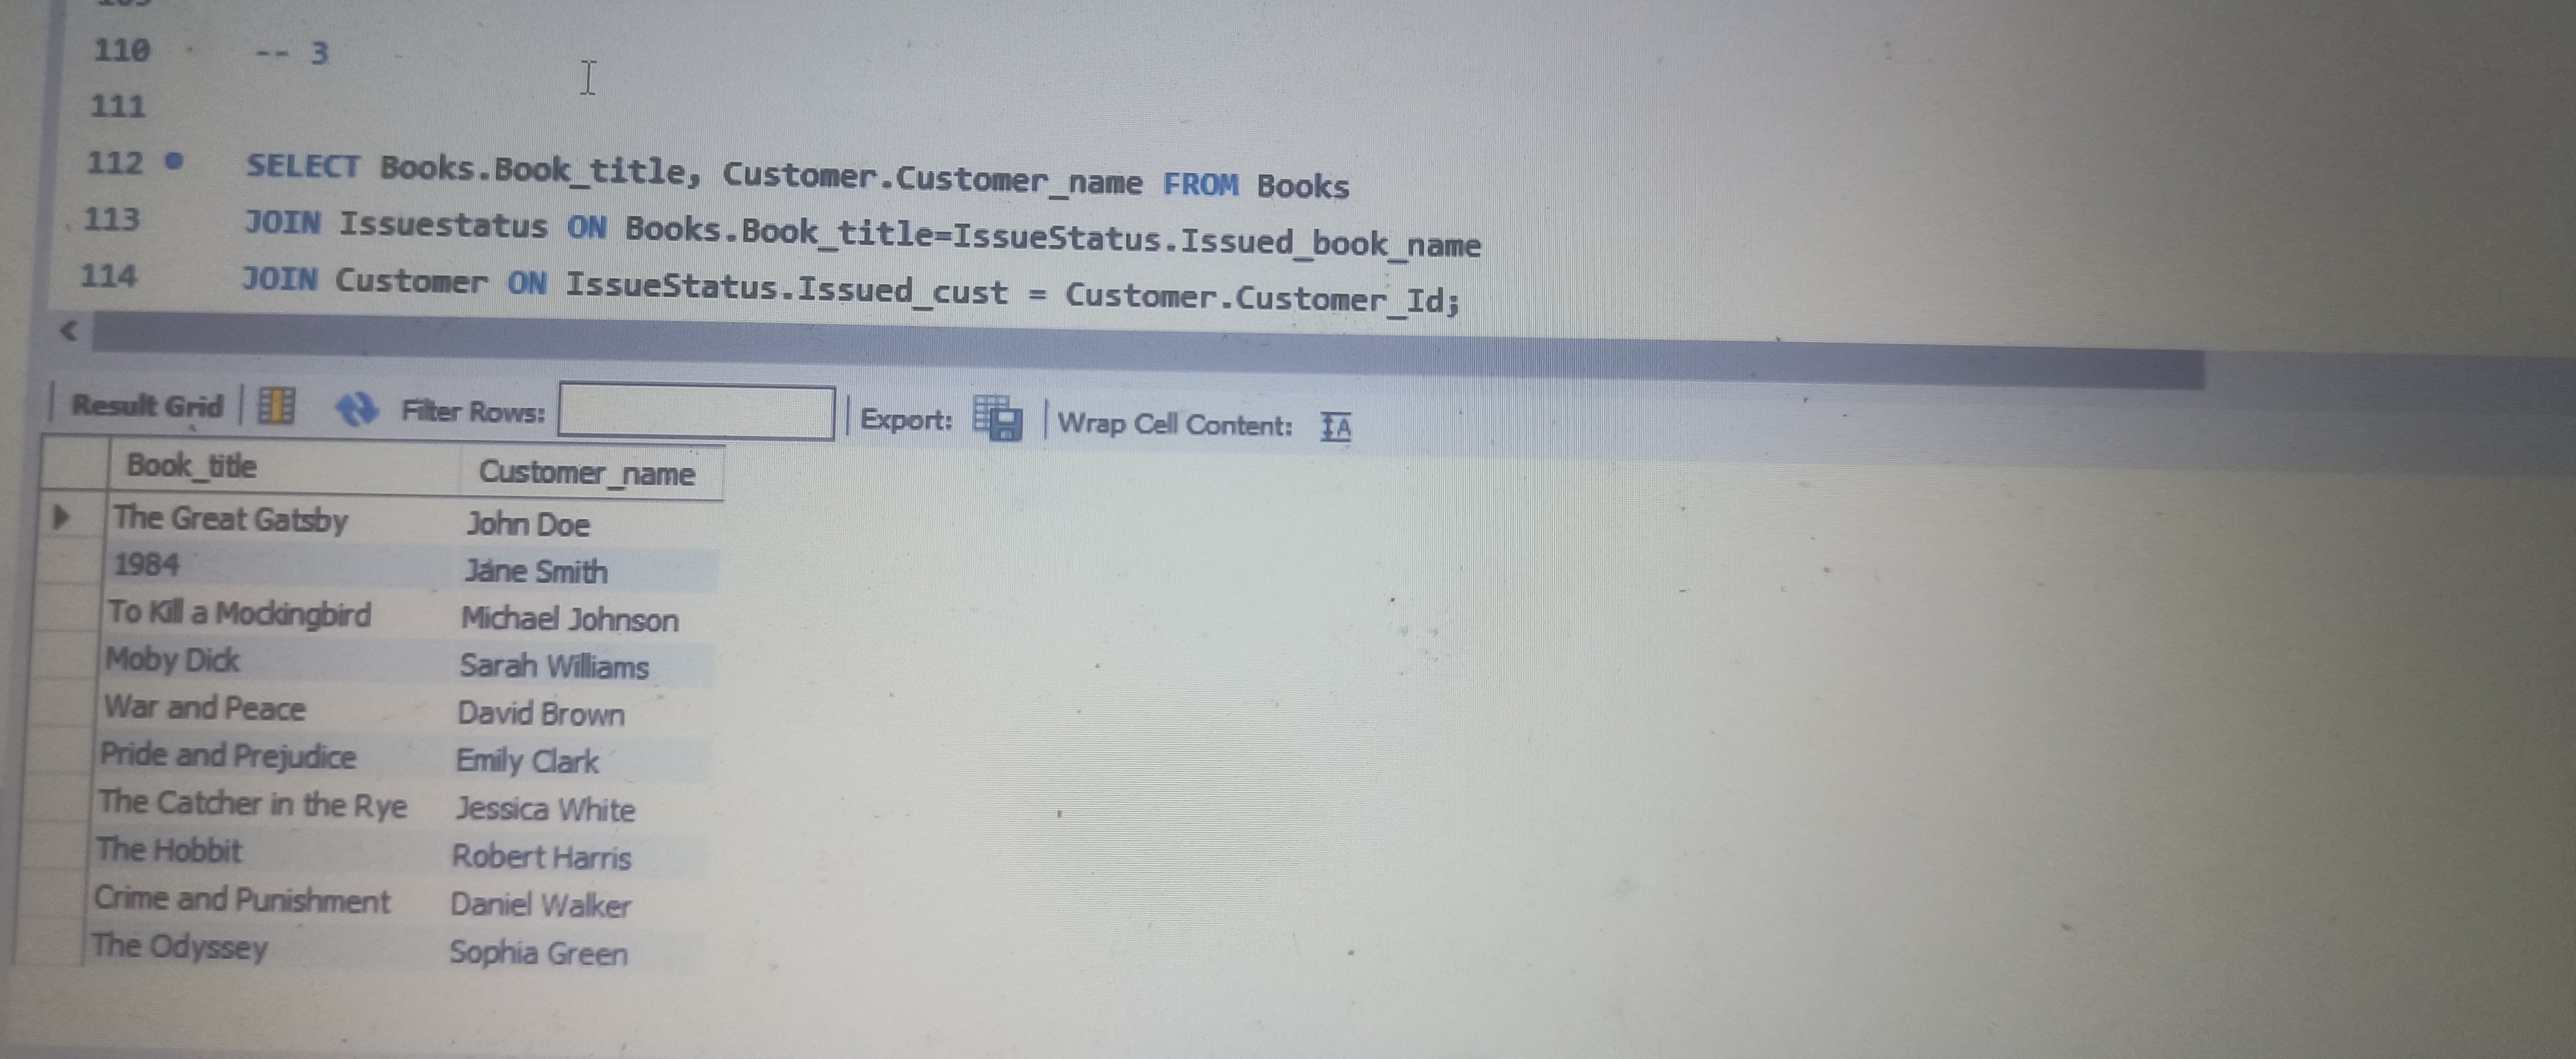 110 -- 3
111
112 SELECT Books.Book_title, Customer.Customer_name FROM Books
113 JOIN Issuestatus ON Books.Book_title=IssueStatus.Issued_book_name
114 JOIN Customer ON IssueStatus.Issued_cust = Customer.Customer_Id;
Result Grid Filter Rows: Export: Wrap Cell Content: IA
Book_title Customer_name
The Great Gatsby John Doe
1984 Jane Smith
To Kill a Mockingbird Michael Johnson
Moby Dick Sarah Williams
War and Peace David Brown
Pride and Prejudice Emily Clark
The Catcher in the Rye Jessica White
The Hobbit Robert Harris
Crime and Punishment Daniel Walker
The Odyssey Sophia Green